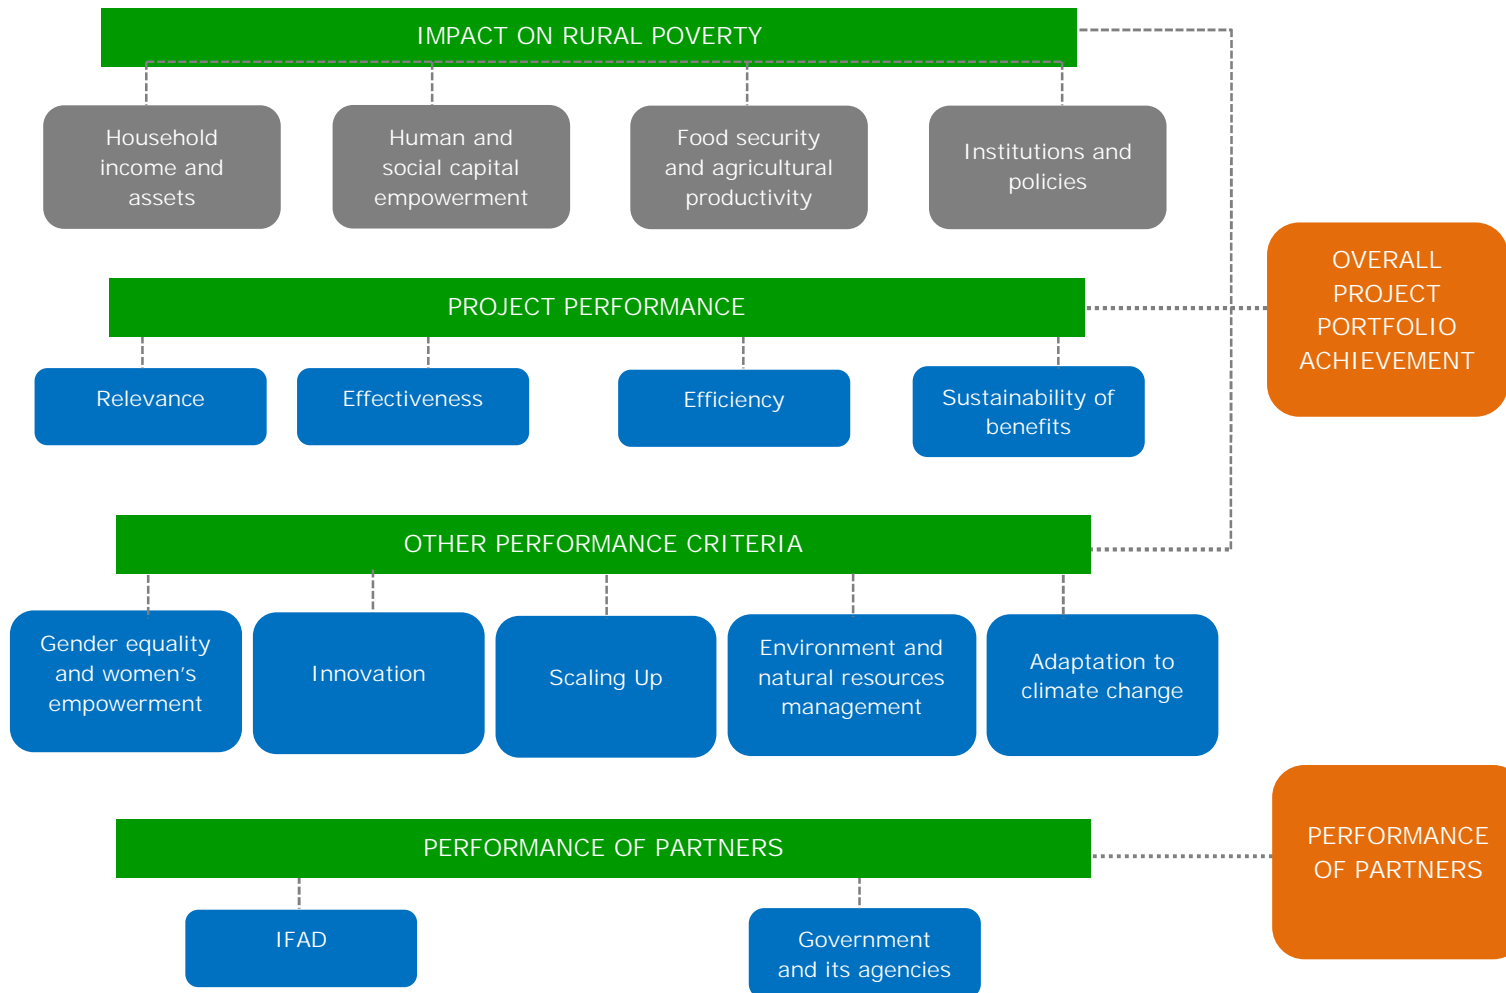 IMPACT ON RURAL POVERTY
Household
income and
assets
Human and
social capital
empowerment
Food security
and agricultural
productivity
Institutions and
policies
OVERALL
PROJECT
PORTFOLIO
ACHIEVEMENT
PROJECT PERFORMANCE
Relevance
Effectiveness
Efficiency
Sustainability of
benefits
OTHER PERFORMANCE CRITERIA
Gender equality
and women’s
empowerment
Innovation
Scaling Up
Environment and
natural resources
management
Adaptation to
climate change
PERFORMANCE OF PARTNERS
PERFORMANCE
OF PARTNERS
IFAD
Government
and its agencies